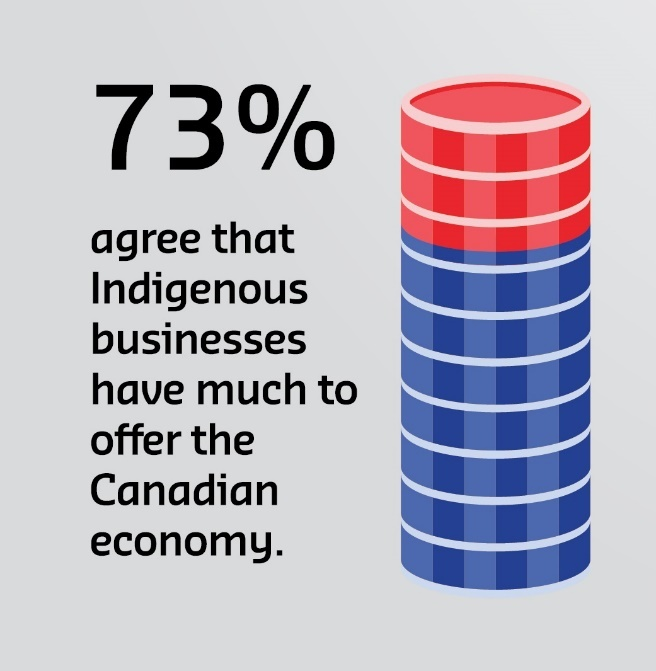 73%
agree that
Indigenous
businesses
have much to
offer the
Canadian
economy.